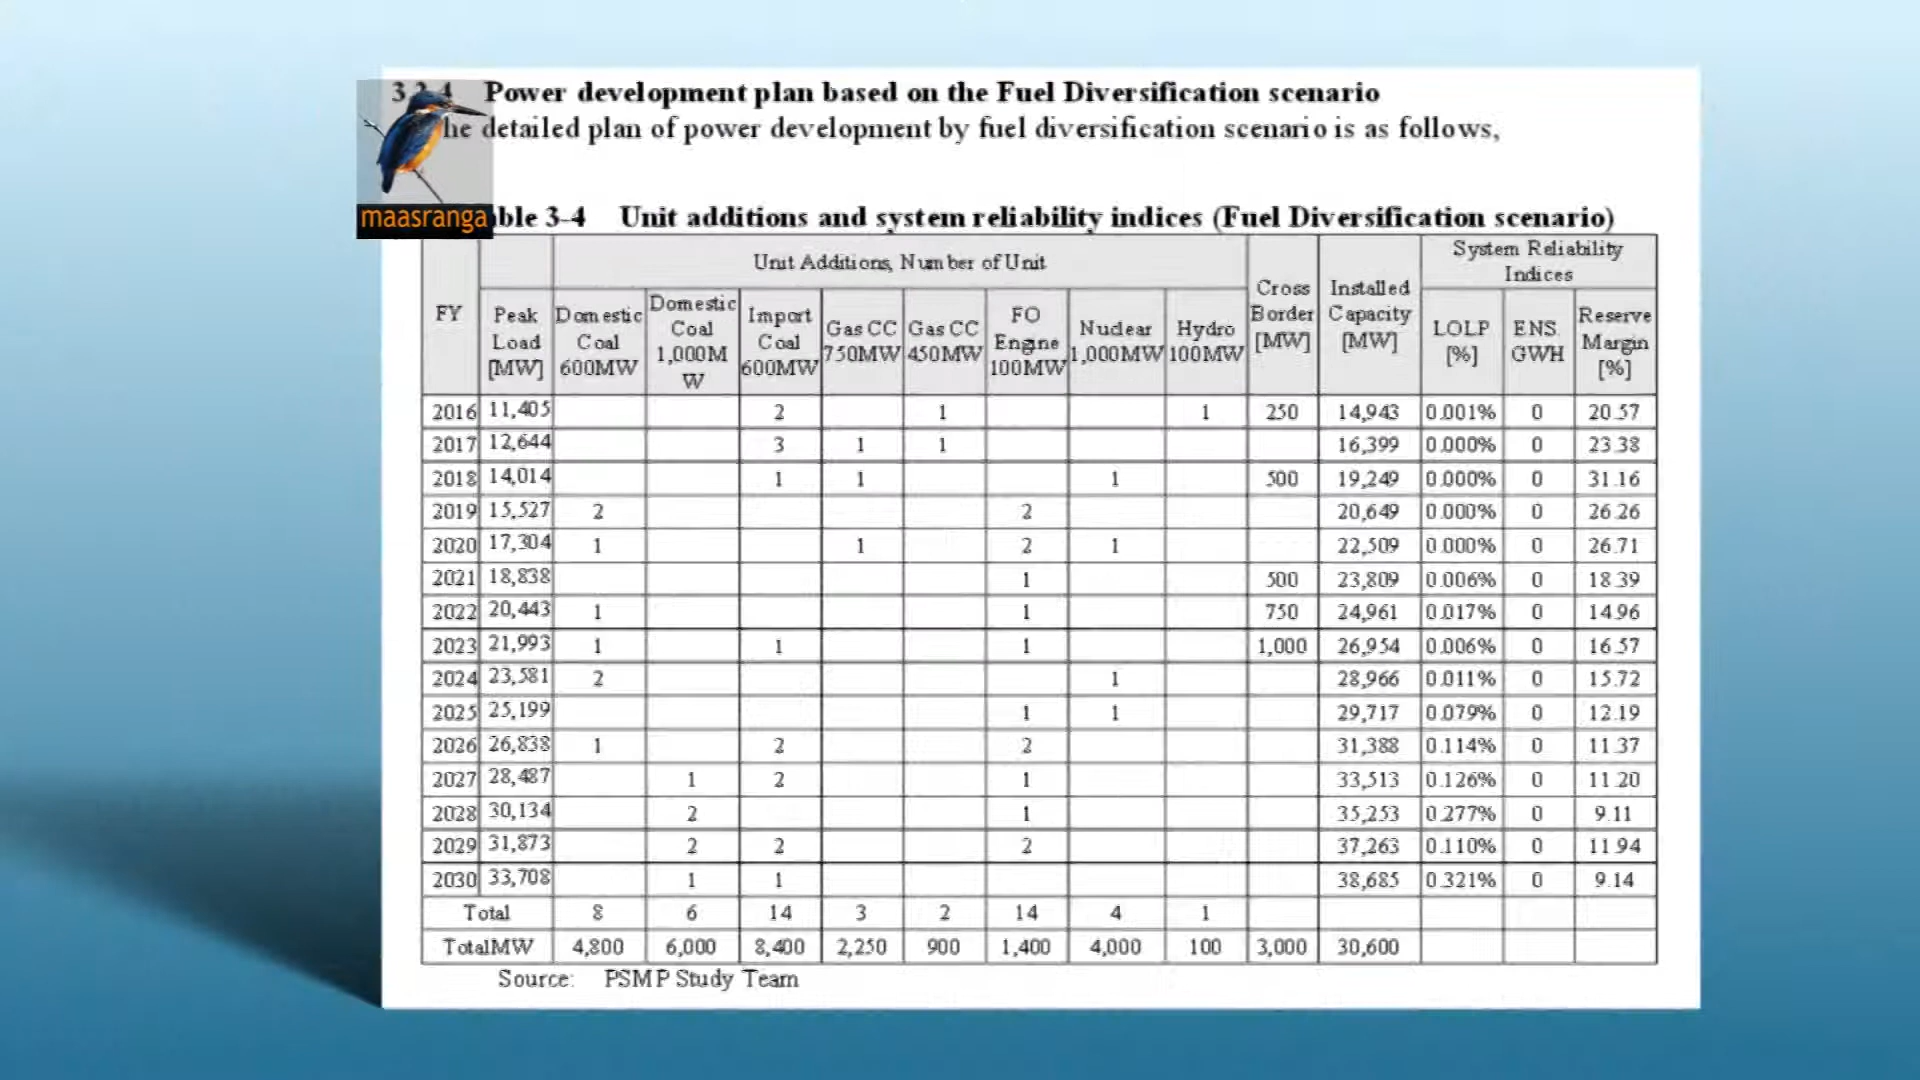 Power development plan based on the Fuel Diversification scenario
he detailed plan of power development by fuel diversification scenario is as follows,
maasranga
ble 3-4 Unit additions and system reliability indices (Fuel Diversification scenario)
FY Peak Load [MW] Unit Additions, Number of Unit Cross Border [MW] Installed Capacity [MW] System Reliability Indices
Domestic Coal 600MW Domestic Coal 1,000MW Import Coal 600MW Gas CC 750MW Gas CC 450MW FO Engine 100MW Nuclear 1,000MW Hydro 100MW LOLP [%] ENS. GWH Reserve Margin [%]
2016 11,405 2 1 1 250 14,943 0.001% 0 20.57
2017 12,644 3 1 1 16,399 0.000% 0 23.38
2018 14,014 1 1 1 500 19,249 0.000% 0 31.16
2019 15,527 2 2 20,649 0.000% 0 26.26
2020 17,304 1 1 2 1 22,509 0.000% 0 26.71
2021 18,838 1 500 23,809 0.006% 0 18.39
2022 20,443 1 1 750 24,961 0.017% 0 14.96
2023 21,993 1 1 1 1,000 26,954 0.006% 0 16.57
2024 23,581 2 1 28,966 0.011% 0 15.72
2025 25,199 1 1 29,717 0.079% 0 12.19
2026 26,838 1 2 2 31,388 0.114% 0 11.37
2027 28,487 1 2 1 33,513 0.126% 0 11.20
2028 30,134 2 1 35,253 0.277% 0 9.11
2029 31,873 2 2 2 37,263 0.110% 0 11.94
2030 33,708 1 1 38,685 0.321% 0 9.14
Total 8 6 14 3 2 14 4 1
TotalMW 4,800 6,000 8,400 2,250 900 1,400 4,000 100 3,000 30,600
Source: PSMP Study Team